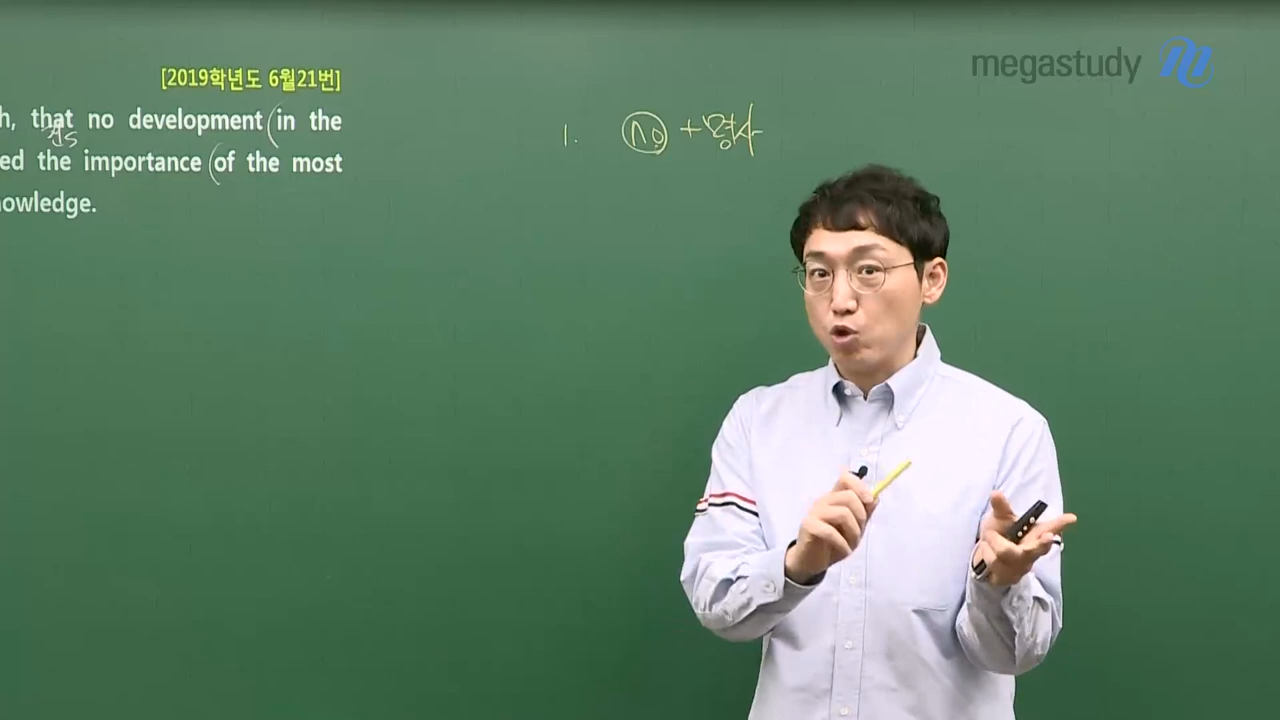 megastudy
[2019학년도 6월21번]
h, that no development (in the
ed the importance (of the most
owledge.
1. no + 명사